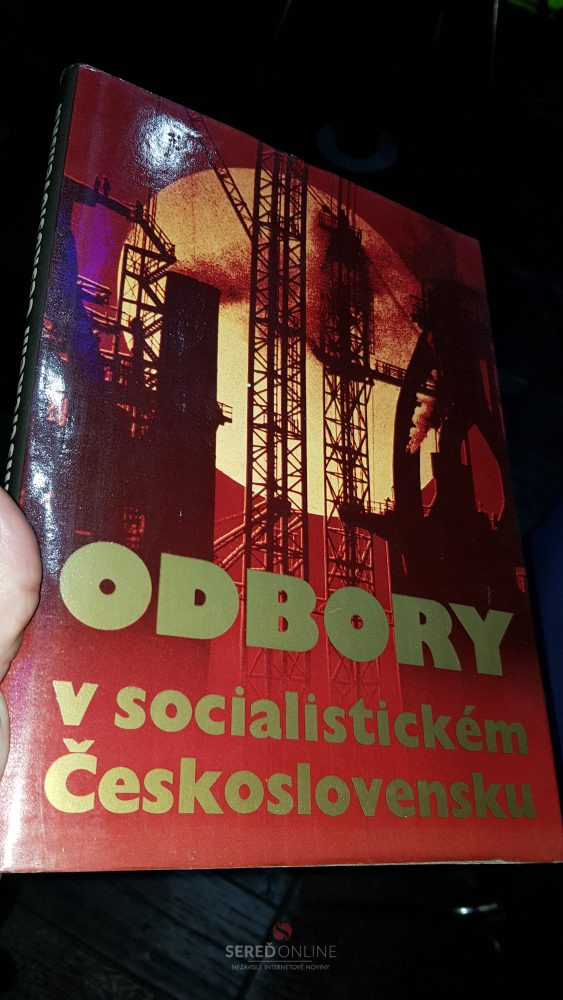 ODBORY
v socialistickém
Československu
SEREĎONLINE
NEZÁVISLÉ INTERNETOVÉ NOVINY